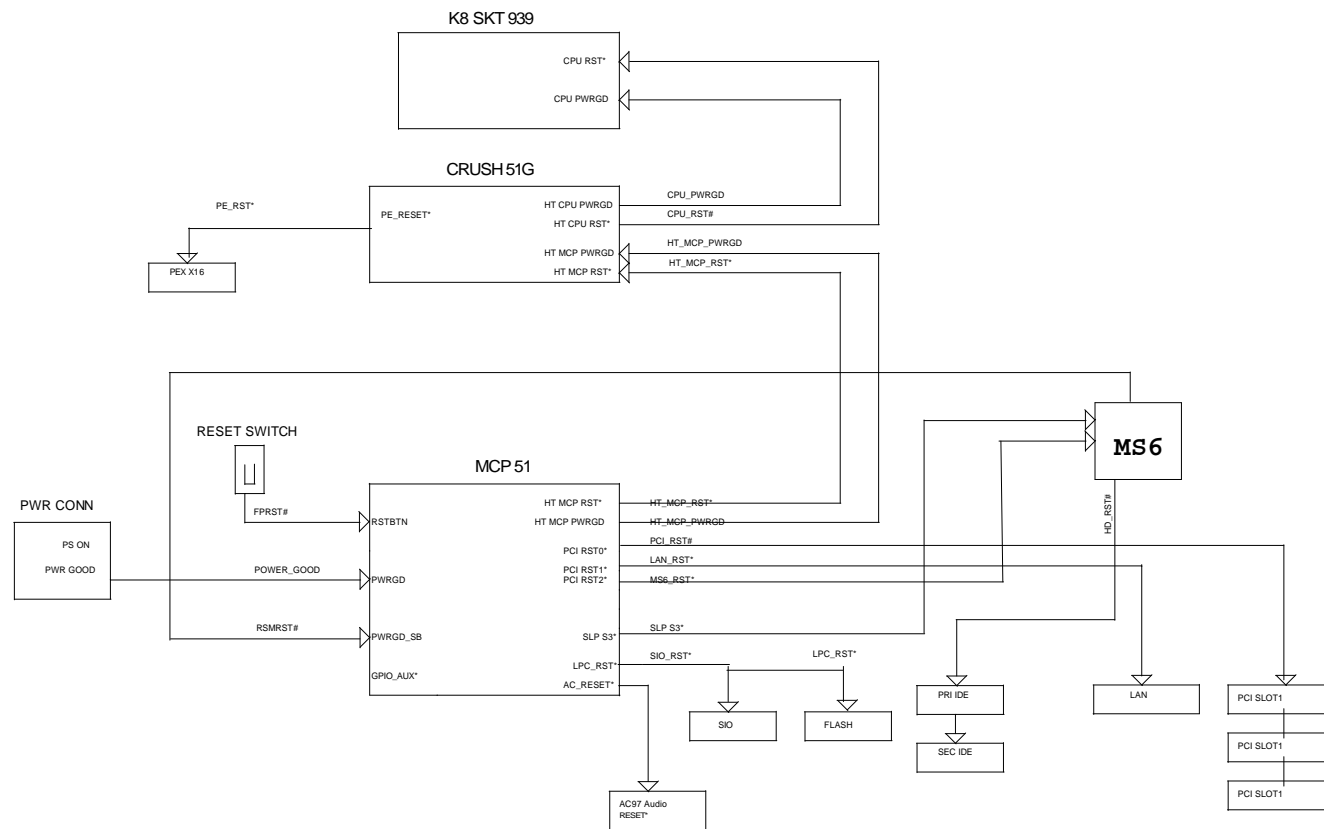 K8 SKT 939
CPU RST*
CPU PWRGD
CRUSH 51G
PE_RST*
PE_RESET*
HT CPU PWRGD
CPU_PWRGD
HT CPU RST*
CPU_RST#
HT MCP PWRGD
HT_MCP_PWRGD
HT MCP RST*
HT_MCP_RST*
PEX X16
RESET SWITCH
MS6
MCP 51
PWR CONN
PS ON
PWR GOOD
FPRST#
RSTBTN
POWER_GOOD
PWRGD
RSMRST#
PWRGD_SB
GPIO_AUX*
HT MCP RST*
HT_MCP_RST*
HT MCP PWRGD
HT_MCP_PWRGD
PCI RST0*
PCI_RST#
PCI RST1*
LAN_RST*
PCI RST2*
MS6_RST*
SLP S3*
SLP S3*
LPC_RST*
SIO_RST*
LPC_RST*
AC_RESET*
HD_RST#
SIO
FLASH
PRI IDE
SEC IDE
LAN
PCI SLOT1
PCI SLOT1
PCI SLOT1
AC97 Audio
RESET*